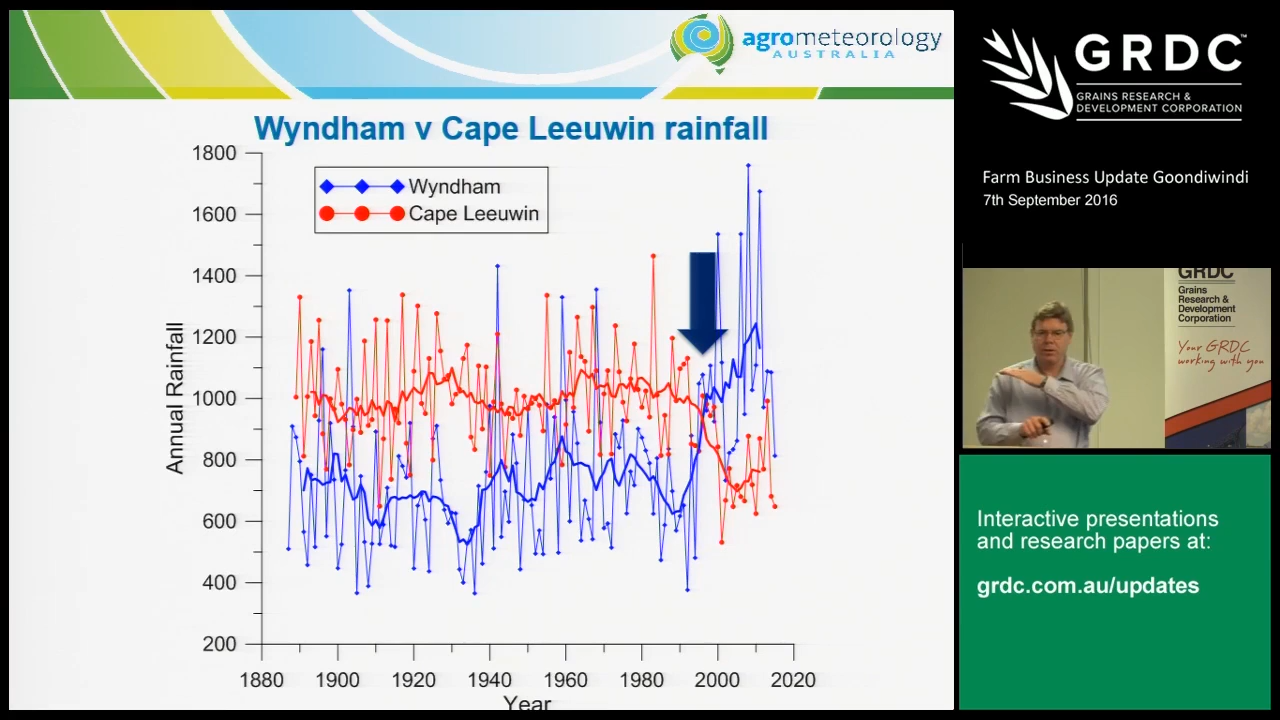 agrometeorology
AUSTRALIA
Wyndham v Cape Leeuwin rainfall
1800
1600
1400
1200
1000
800
600
400
200
Annual Rainfall
Wyndham
Cape Leeuwin
1880
1900
1920
1940
1960
1980
2000
2020
Year
GRDC™
GRAINS RESEARCH &
DEVELOPMENT CORPORATION
Farm Business Update Goondiwindi
7th September 2016
GRDC
Grains
Research &
Development
Corporation
Your GRDC
working with you
Interactive presentations
and research papers at:
grdc.com.au/updates